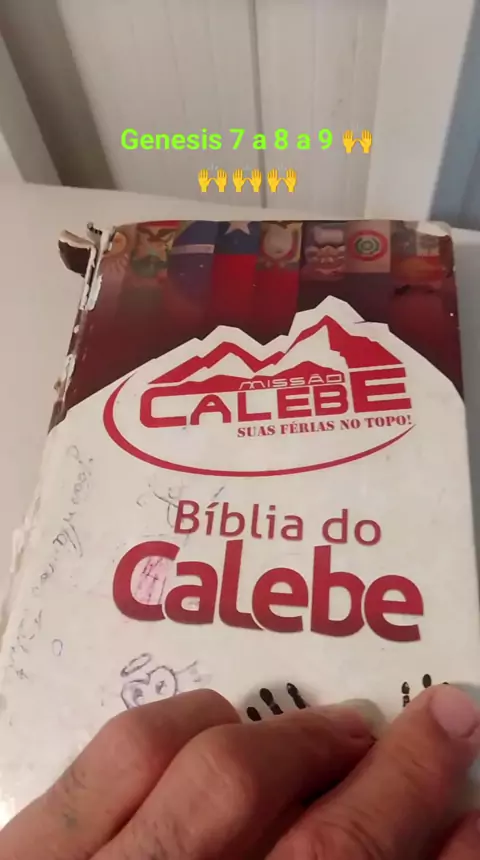 Genesis 7 a 8 a 9 🙌
🙌🙌🙌
MISSÃO
CALEBE
SUAS FÉRIAS NO TOPO!
Bíblia do
Calebe